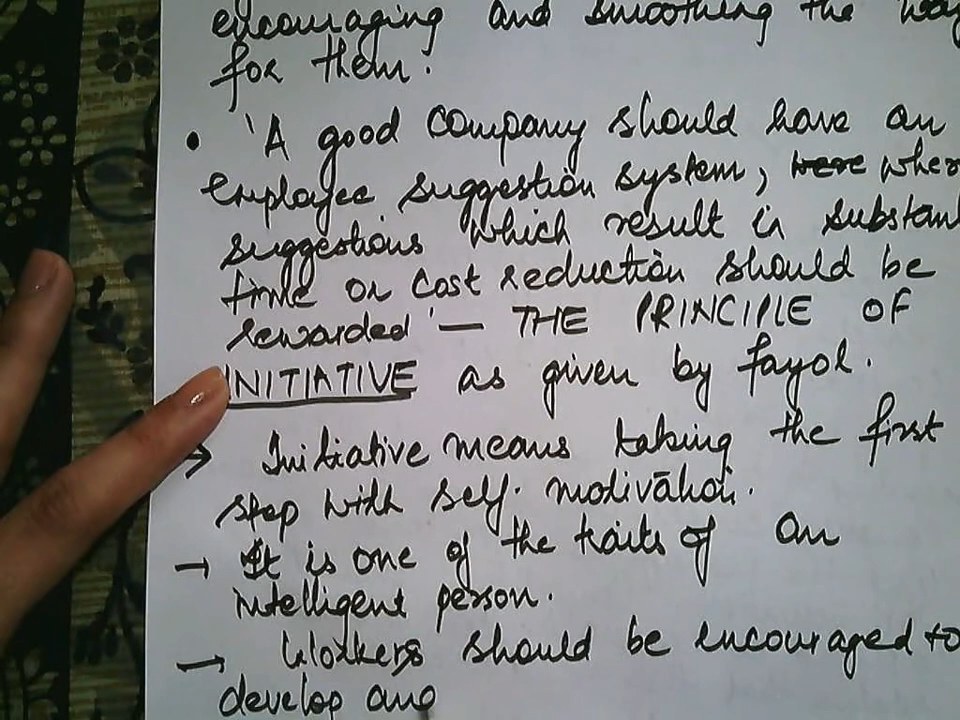 encouraging and smoothing the way
for them.
• 'A good company should have an
employee suggestion system, were wher
suggestions which result in substan
time or cost reduction should be
rewarded' — THE PRINCIPLE OF
INITIATIVE as given by Fayol.
→ Initiative means taking the first
step with self-motivation.
→ It is one of the traits of an
intelligent person.
→ Workers should be encouraged to
develop and